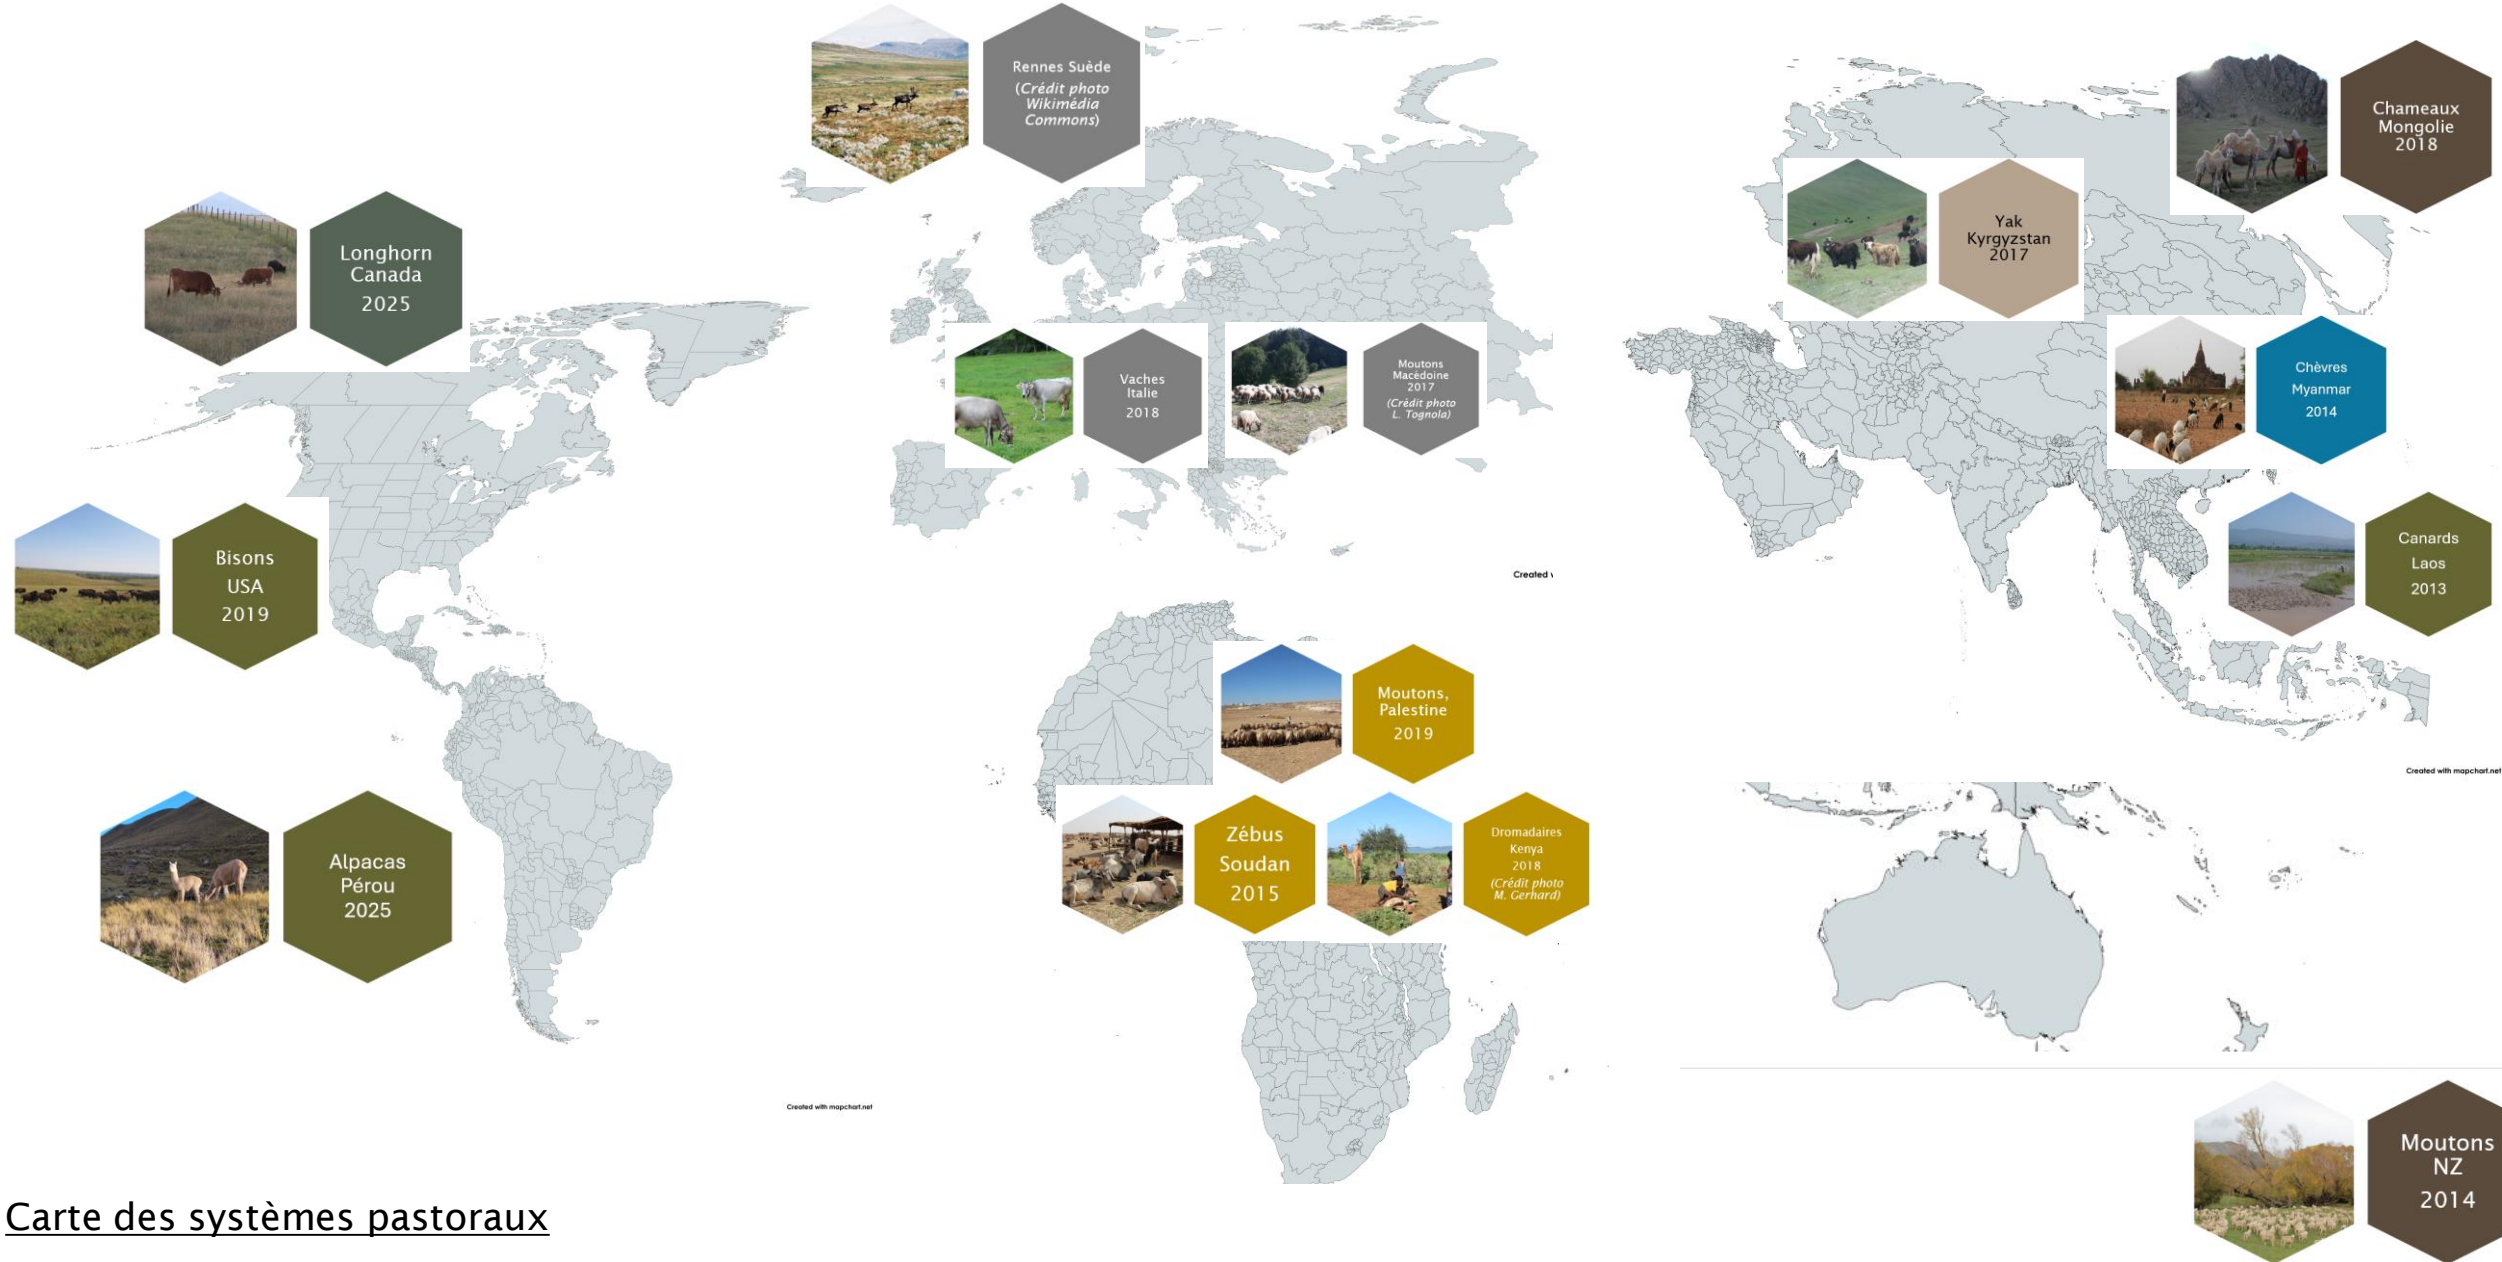 Rennes Suède
(Crédit photo
Wikimédia
Commons)
Chameaux
Mongolie
2018
Yak
Kyrgyzstan
2017
Longhorn
Canada
2025
Vaches
Italie
2018
Moutons
Macédoine
2017
(Crédit photo
L. Tognola)
Chèvres
Myanmar
2014
Bisons
USA
2019
Canards
Laos
2013
Created
Moutons,
Palestine
2019
Created with mapchart.net
Alpacas
Pérou
2025
Zébus
Soudan
2015
Dromadaires
Kenya
2018
(Crédit photo
M. Gerhard)
Created with mapchart.net
Moutons
NZ
2014
Carte des systèmes pastoraux